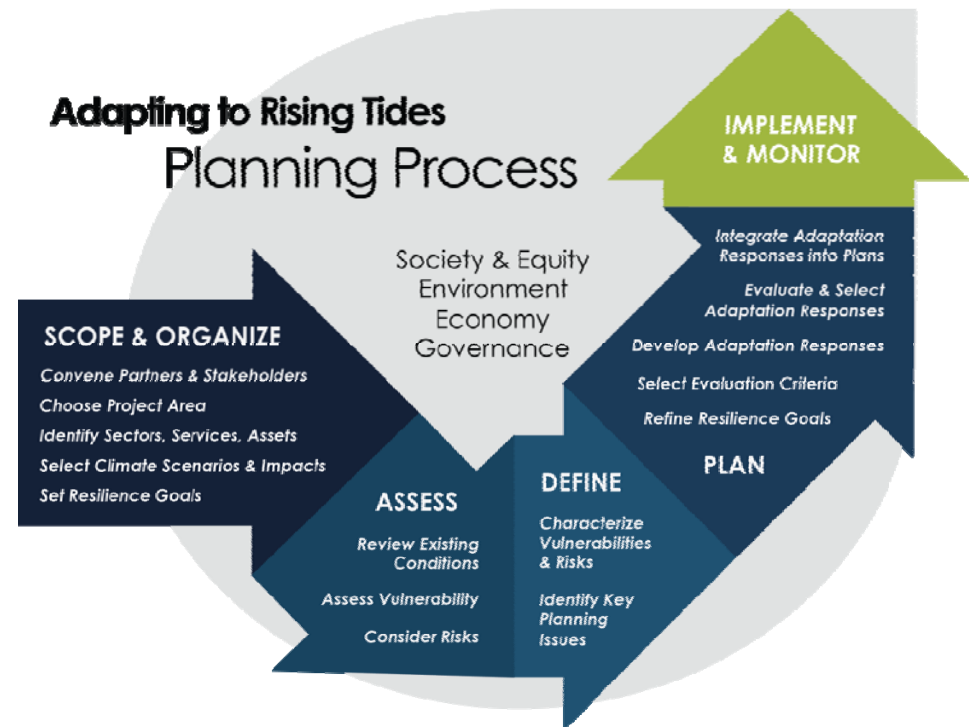 Adapting to Rising Tides
Planning Process
Society & Equity
Environment
Economy
Governance
SCOPE & ORGANIZE
Convene Partners & Stakeholders
Choose Project Area
Identify Sectors, Services, Assets
Select Climate Scenarios & Impacts
Set Resilience Goals
ASSESS
Review Existing
Conditions
Assess Vulnerability
Consider Risks
DEFINE
Characterize
Vulnerabilities
& Risks
Identify Key
Planning
Issues
IMPLEMENT
& MONITOR
Integrate Adaptation
Responses into Plans
Evaluate & Select
Adaptation Responses
Develop Adaptation Responses
Select Evaluation Criteria
Refine Resilience Goals
PLAN